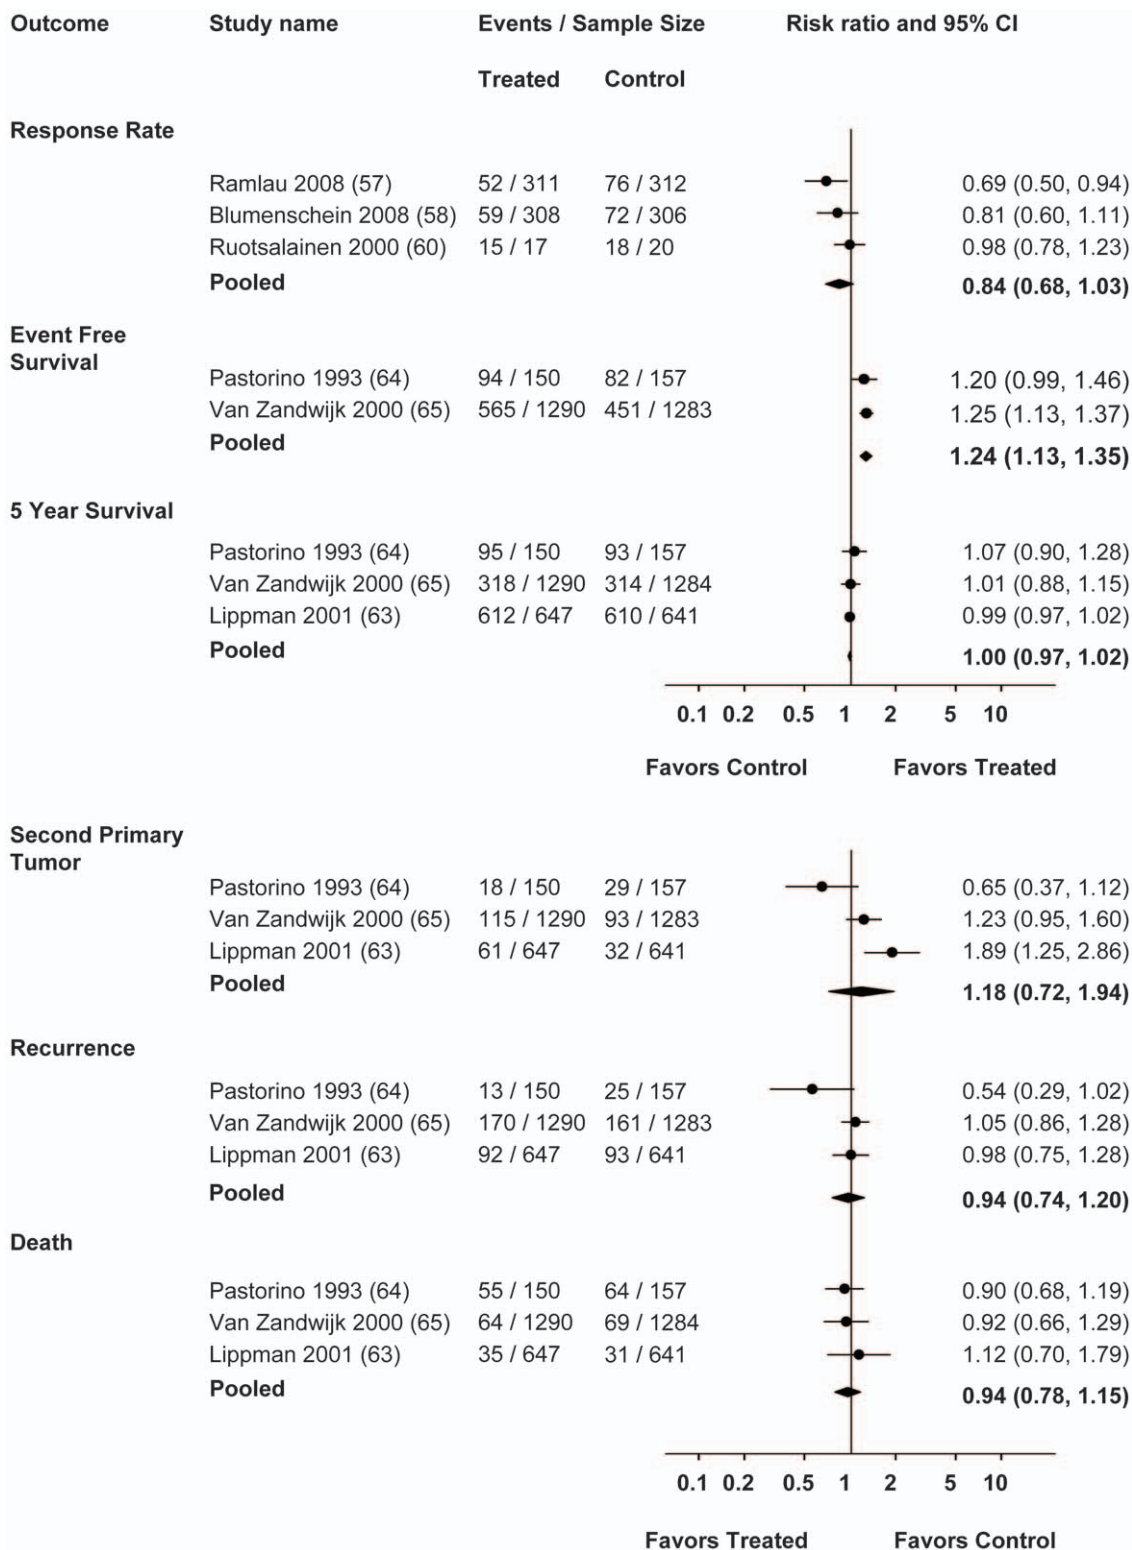 Outcome Study name Events / Sample Size Risk ratio and 95% CI
Treated Control
Response Rate
Ramlau 2008 (57) 52 / 311 76 / 312 0.69 (0.50, 0.94)
Blumenschein 2008 (58) 59 / 308 72 / 306 0.81 (0.60, 1.11)
Ruotsalainen 2000 (60) 15 / 17 18 / 20 0.98 (0.78, 1.23)
Pooled 0.84 (0.68, 1.03)
Event Free
Survival
Pastorino 1993 (64) 94 / 150 82 / 157 1.20 (0.99, 1.46)
Van Zandwijk 2000 (65) 565 / 1290 451 / 1283 1.25 (1.13, 1.37)
Pooled 1.24 (1.13, 1.35)
5 Year Survival
Pastorino 1993 (64) 95 / 150 93 / 157 1.07 (0.90, 1.28)
Van Zandwijk 2000 (65) 318 / 1290 314 / 1284 1.01 (0.88, 1.15)
Lippman 2001 (63) 612 / 647 610 / 641 0.99 (0.97, 1.02)
Pooled 1.00 (0.97, 1.02)
0.1 0.2 0.5 1 2 5 10
Favors Control Favors Treated
Second Primary
Tumor
Pastorino 1993 (64) 18 / 150 29 / 157 0.65 (0.37, 1.12)
Van Zandwijk 2000 (65) 115 / 1290 93 / 1283 1.23 (0.95, 1.60)
Lippman 2001 (63) 61 / 647 32 / 641 1.89 (1.25, 2.86)
Pooled 1.18 (0.72, 1.94)
Recurrence
Pastorino 1993 (64) 13 / 150 25 / 157 0.54 (0.29, 1.02)
Van Zandwijk 2000 (65) 170 / 1290 161 / 1283 1.05 (0.86, 1.28)
Lippman 2001 (63) 92 / 647 93 / 641 0.98 (0.75, 1.28)
Pooled 0.94 (0.74, 1.20)
Death
Pastorino 1993 (64) 55 / 150 64 / 157 0.90 (0.68, 1.19)
Van Zandwijk 2000 (65) 64 / 1290 69 / 1284 0.92 (0.66, 1.29)
Lippman 2001 (63) 35 / 647 31 / 641 1.12 (0.70, 1.79)
Pooled 0.94 (0.78, 1.15)
0.1 0.2 0.5 1 2 5 10
Favors Treated Favors Control